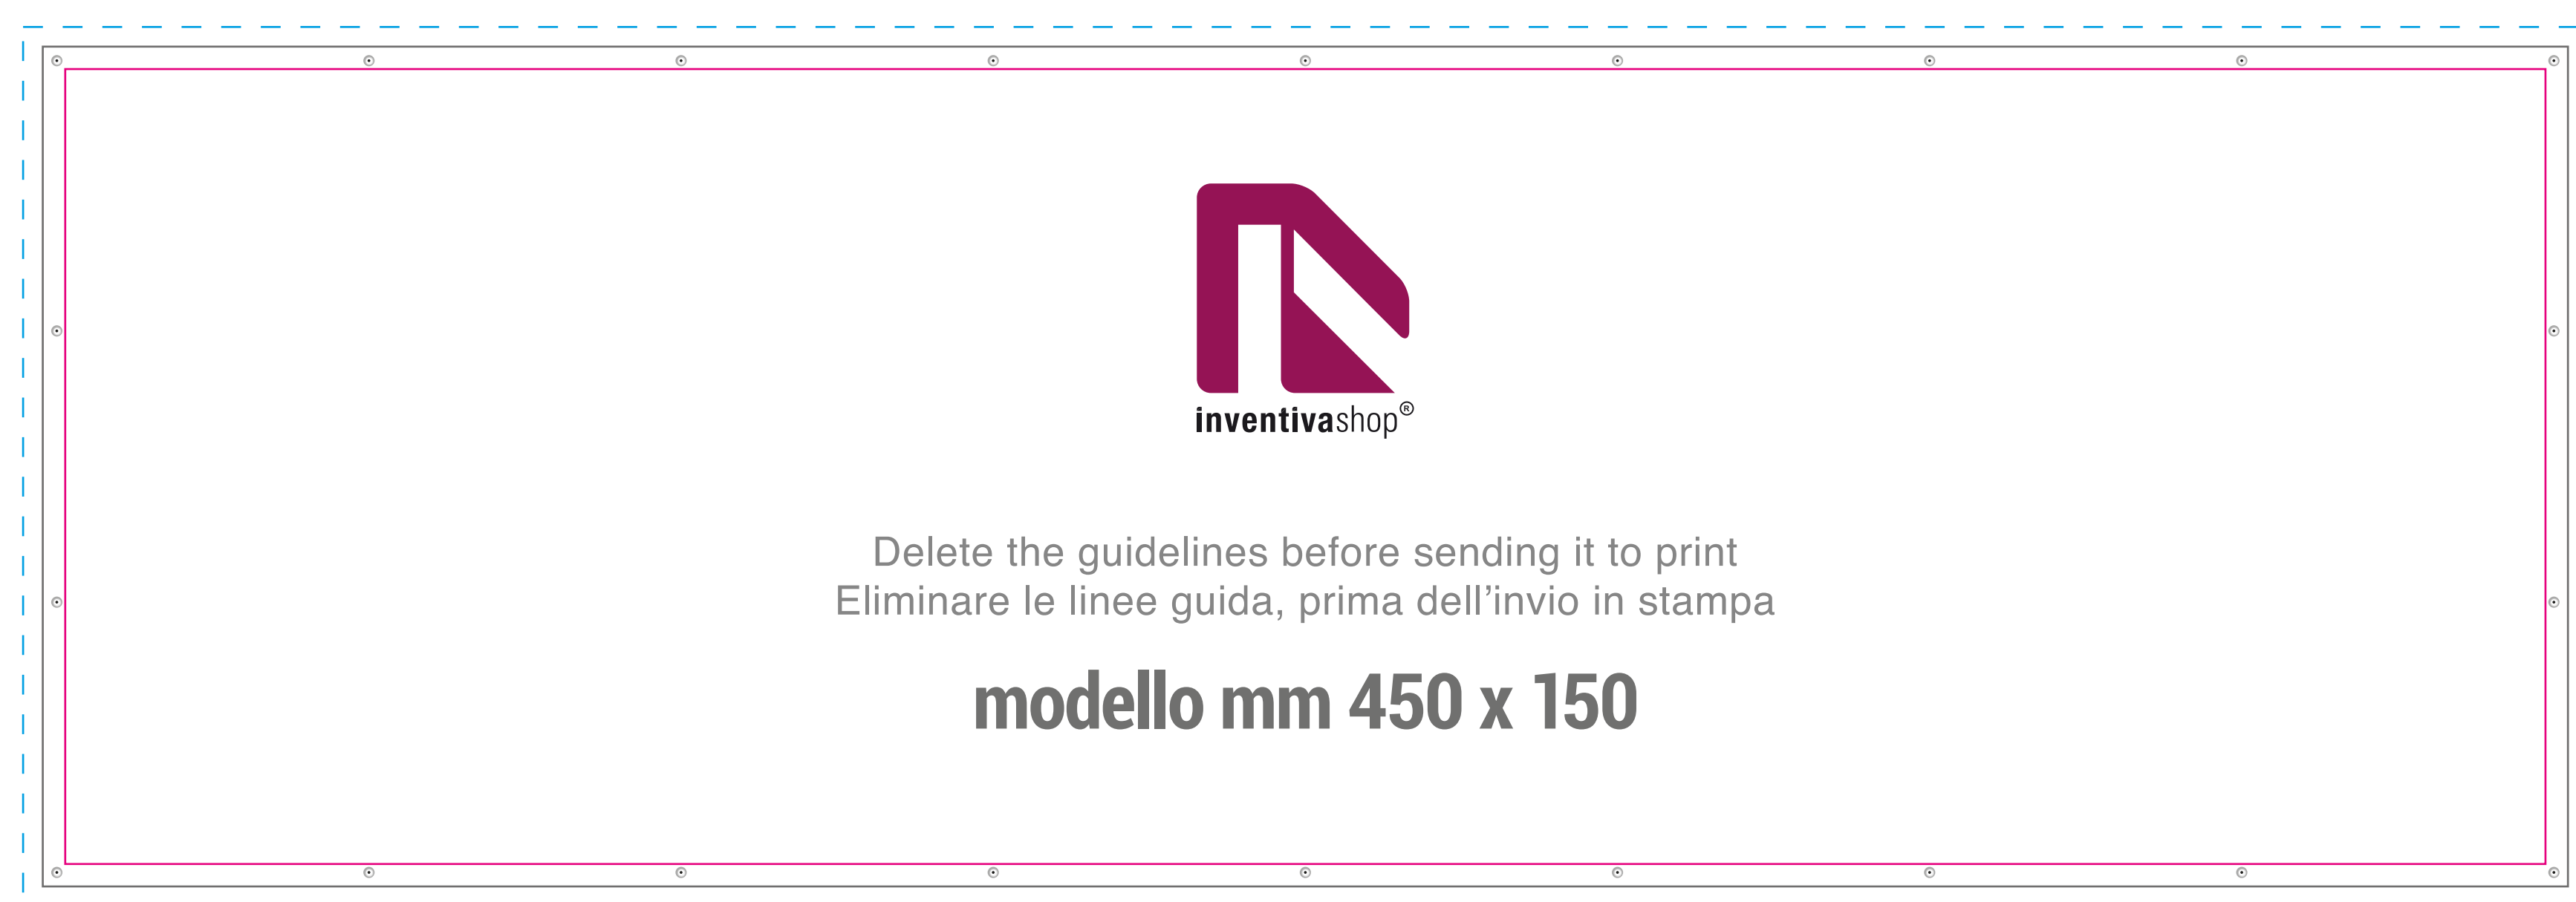 inventivashop®
Delete the guidelines before sending it to print
Eliminare le linee guida, prima dell’invio in stampa
modello mm 450 x 150